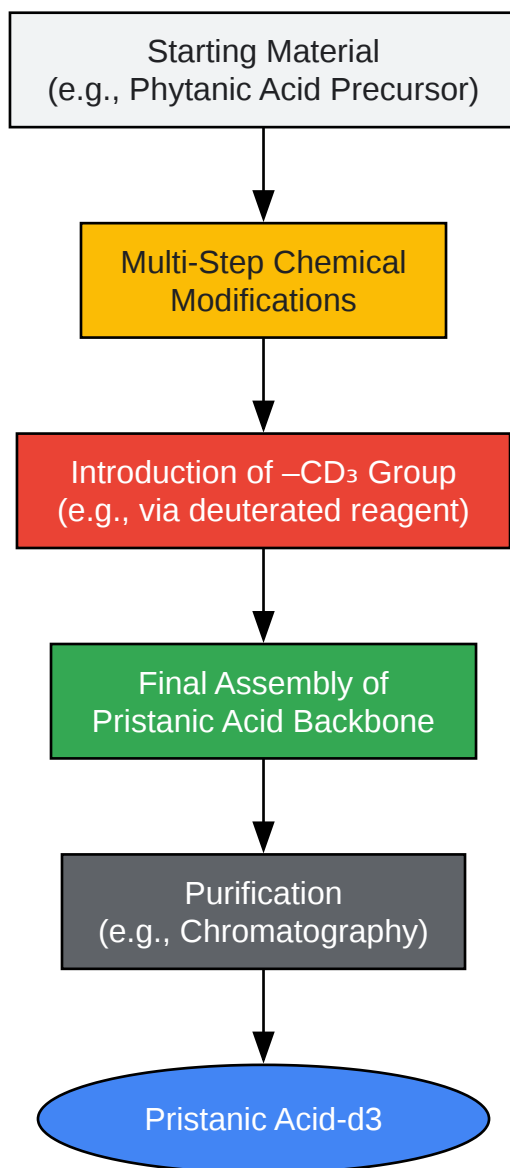 Starting Material
(e.g., Phytanic Acid Precursor)
Multi-Step Chemical
Modifications
Introduction of –CD₃ Group
(e.g., via deuterated reagent)
Final Assembly of
Pristanic Acid Backbone
Purification
(e.g., Chromatography)
Pristanic Acid-d3